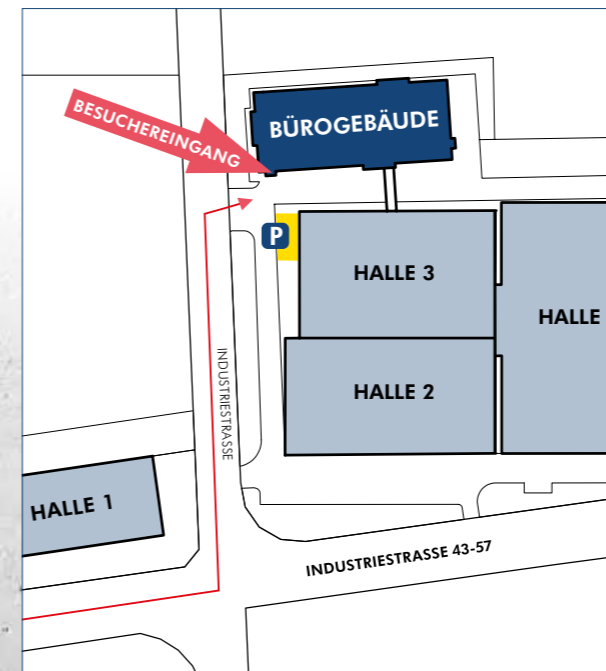 BESUCHEREINGANG
BÜROGEBÄUDE
P
HALLE 3
HALLE
INDUSTRIESTRASSE
HALLE 2
HALLE 1
INDUSTRIESTRASSE 43-57